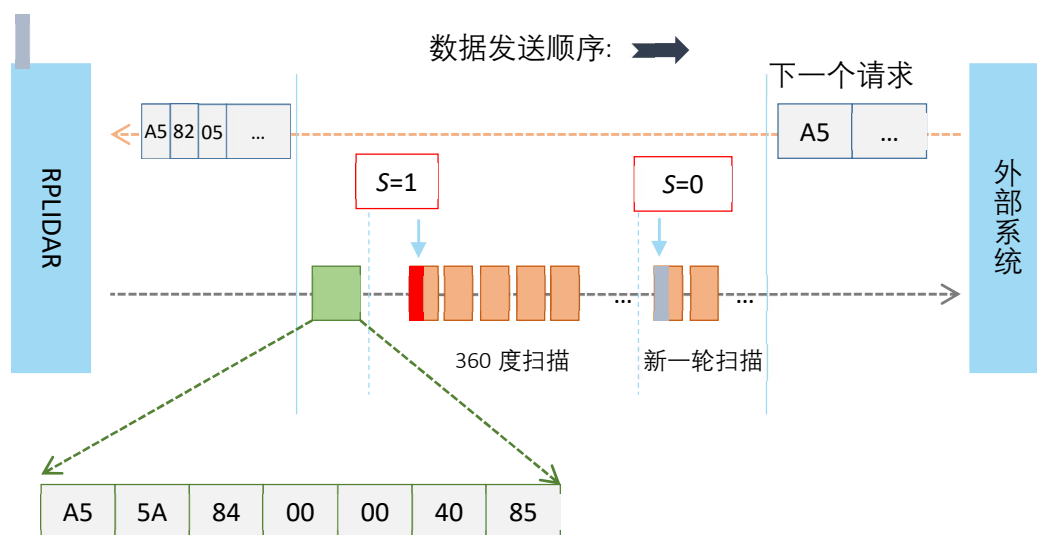 数据发送顺序:
下一个请求
A5 82 05 ...
A5 ...
RPLIDAR
外部系统
S=1
S=0
... ...
360 度扫描
新一轮扫描
A5 5A 84 00 00 40 85